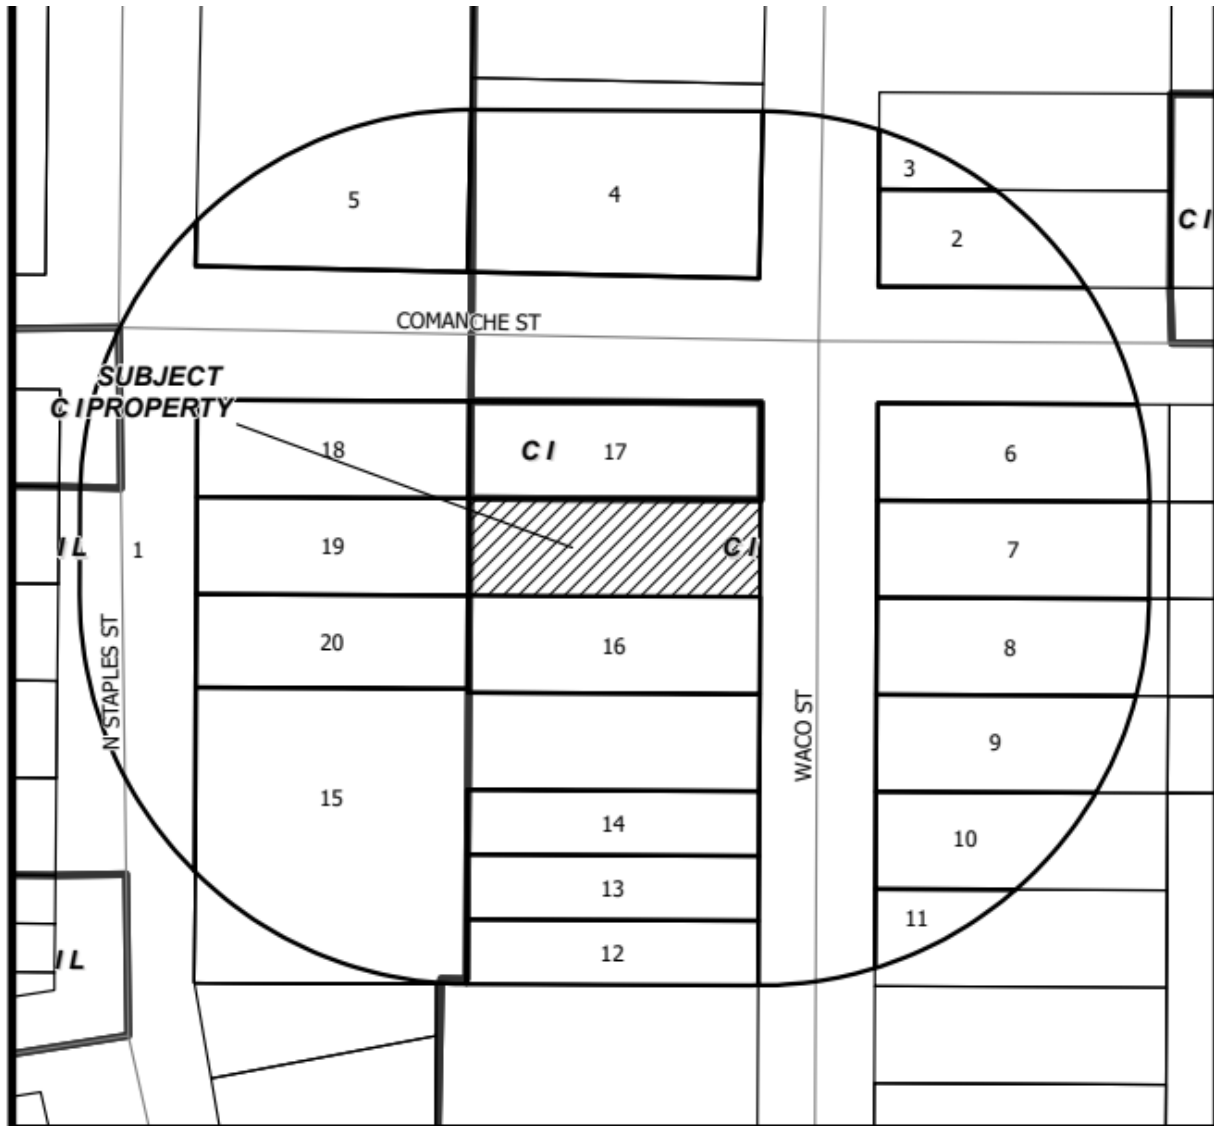 3
5
4
C I
2
COMANCHE ST
SUBJECT
C I PROPERTY
18
C I
17
6
I L
1
19
C I
7
N STAPLES ST
20
16
8
WACO ST
9
15
14
10
13
11
12
I L